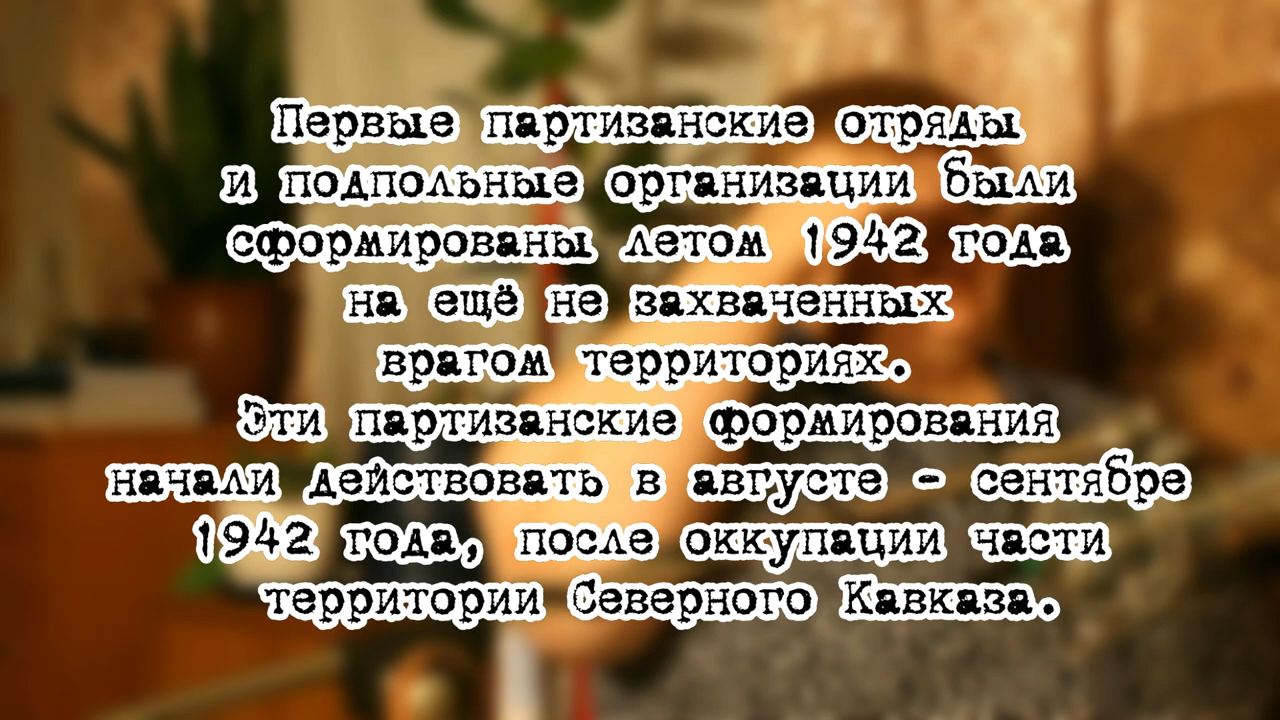 Первые партизанские отряды
и подпольные организации были
сформированы летом 1942 года
на ещё не захваченных
врагом территориях.
Эти партизанские формирования
начали действовать в августе - сентябре
1942 года, после оккупации части
территории Северного Кавказа.